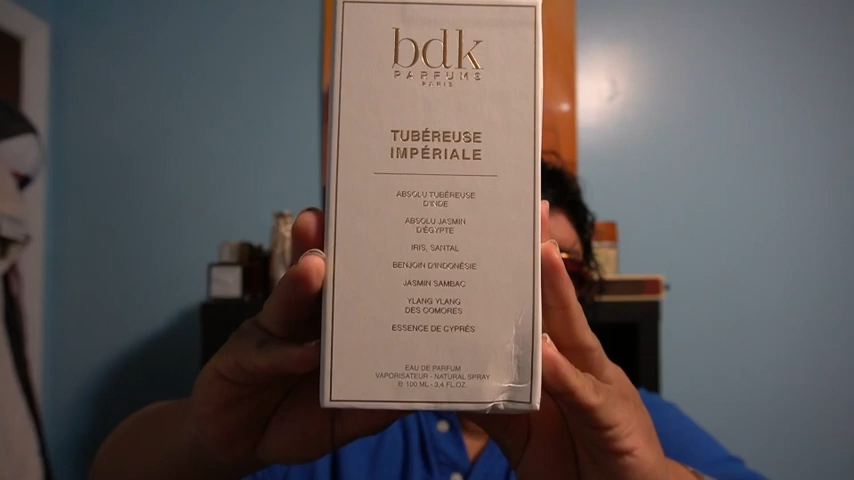 bdk
PARFUMS
PARIS
TUBÉREUSE
IMPÉRIALE
ABSOLU TUBÉREUSE
D'INDE
ABSOLU JASMIN
D'ÉGYPTE
IRIS, SANTAL
BENJOIN D'INDONÉSIE
JASMIN SAMBAC
YLANG YLANG
DES COMORES
ESSENCE DE CYPRÈS
EAU DE PARFUM
VAPORISATEUR - NATURAL SPRAY
℮ 100 ML - 3,4 FL.OZ.